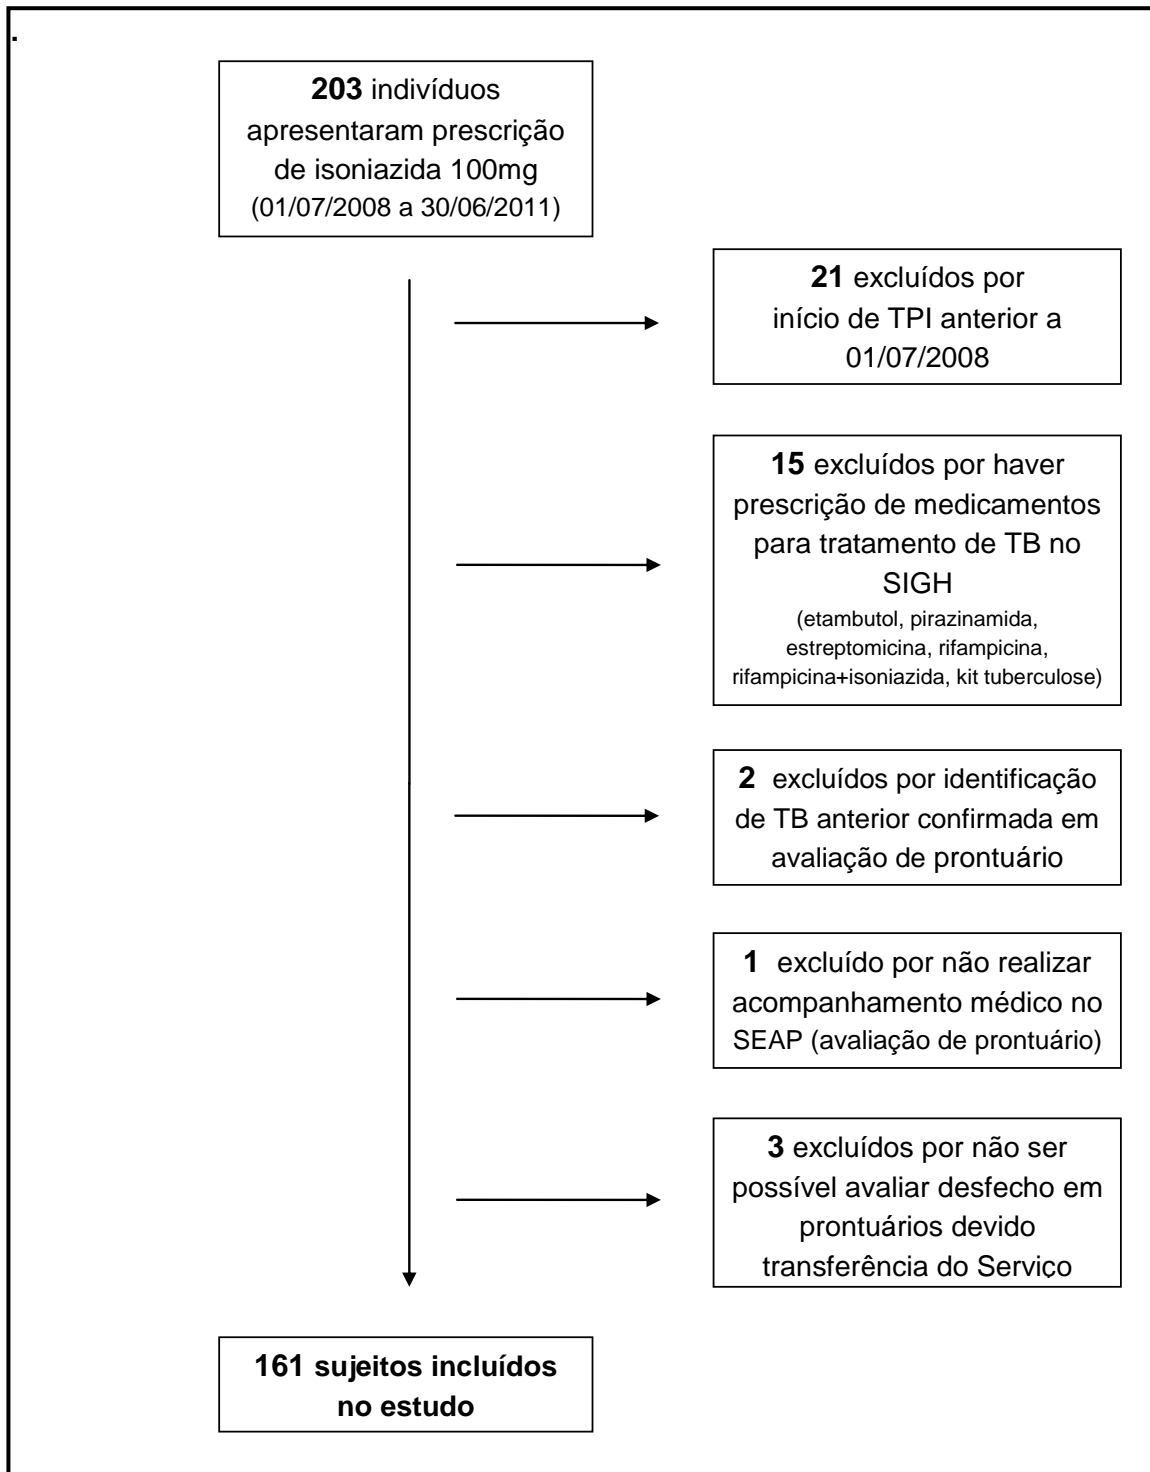 .
203 indivíduos
apresentaram prescrição
de isoniazida 100mg
(01/07/2008 a 30/06/2011)
21 excluídos por
início de TPI anterior a
01/07/2008
15 excluídos por haver
prescrição de medicamentos
para tratamento de TB no
SIGH
(etambutol, pirazinamida,
estreptomicina, rifampicina,
rifampicina+isoniazida, kit tuberculose)
2 excluídos por identificação
de TB anterior confirmada em
avaliação de prontuário
1 excluído por não realizar
acompanhamento médico no
SEAP (avaliação de prontuário)
3 excluídos por não ser
possível avaliar desfecho em
prontuários devido
transferência do Serviço
161 sujeitos incluídos
no estudo